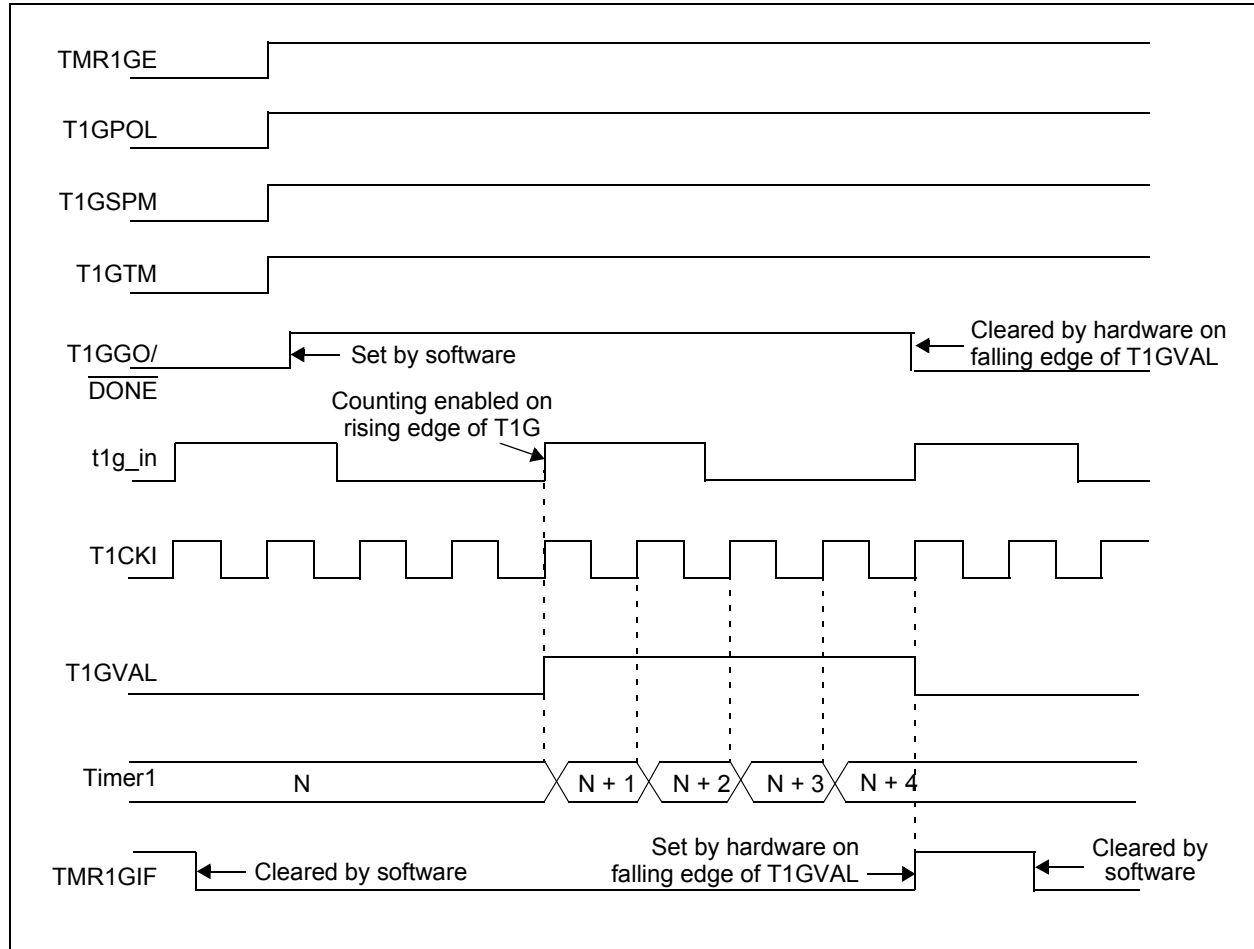 TMR1GE
T1GPOL
T1GSPM
T1GTM
T1GGO/
DONE
Set by software
Cleared by hardware on
falling edge of T1GVAL
Counting enabled on
rising edge of T1G
t1g_in
T1CKI
T1GVAL
Timer1
N
N + 1
N + 2
N + 3
N + 4
TMR1GIF
Cleared by software
Set by hardware on
falling edge of T1GVAL
Cleared by
software